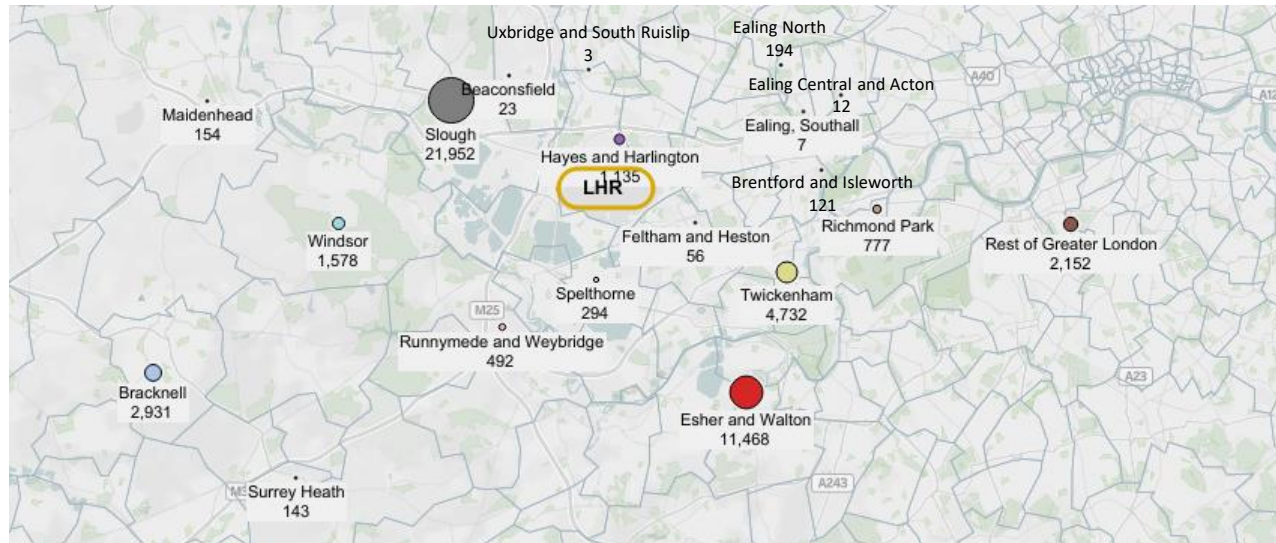 Uxbridge and South Ruislip
3
Ealing North
194
A40
Beaconsfield
23
Ealing Central and Acton
12
Maidenhead
154
Slough
21,952
Ealing, Southall
7
Hayes and Harlington
1,135
LHR
Brentford and Isleworth
121
Windsor
1,578
Feltham and Heston
56
Richmond Park
777
Rest of Greater London
2,152
Spelthorne
294
Twickenham
4,732
M25
Runnymede and Weybridge
492
A23
Bracknell
2,931
Esher and Walton
11,468
A243
Surrey Heath
143